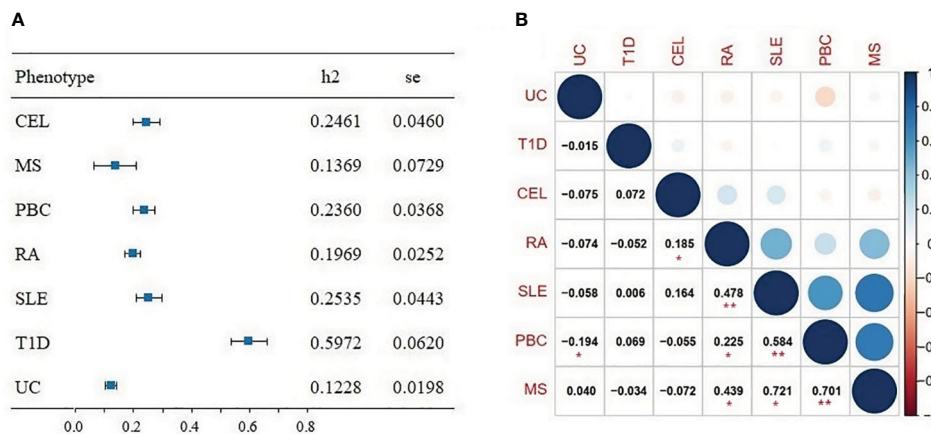 A
Phenotype h2 se
CEL 0.2461 0.0460
MS 0.1369 0.0729
PBC 0.2360 0.0368
RA 0.1969 0.0252
SLE 0.2535 0.0443
T1D 0.5972 0.0620
UC 0.1228 0.0198
0.0 0.2 0.4 0.6 0.8
B
UC T1D CEL RA SLE PBC MS
UC
T1D −0.015
CEL −0.075 0.072
RA −0.074 −0.052 0.185
*
SLE −0.058 0.006 0.164 0.478
**
PBC −0.194 0.069 −0.055 0.225 0.584
* * **
MS 0.040 −0.034 −0.072 0.439 0.721 0.701
* * **